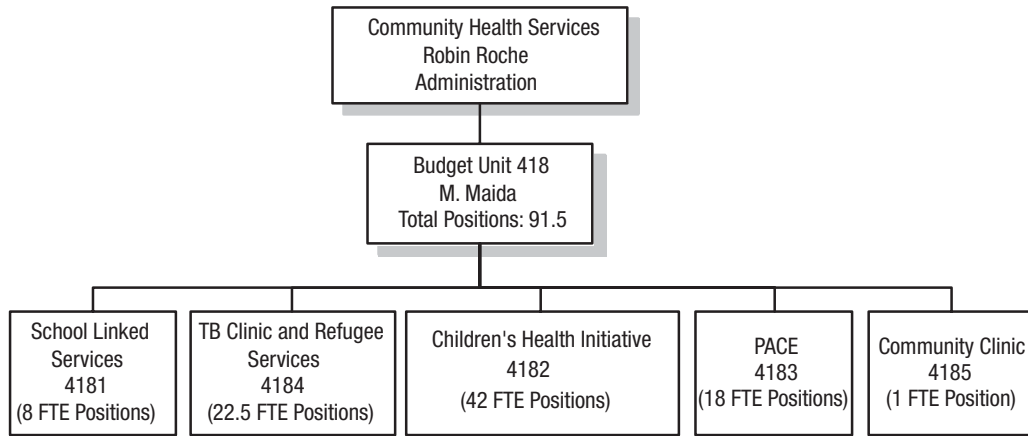 Community Health Services
Robin Roche
Administration
Budget Unit 418
M. Maida
Total Positions: 91.5
School Linked
Services
4181
(8 FTE Positions)
TB Clinic and Refugee
Services
4184
(22.5 FTE Positions)
Children's Health Initiative
4182
(42 FTE Positions)
PACE
4183
(18 FTE Positions)
Community Clinic
4185
(1 FTE Position)